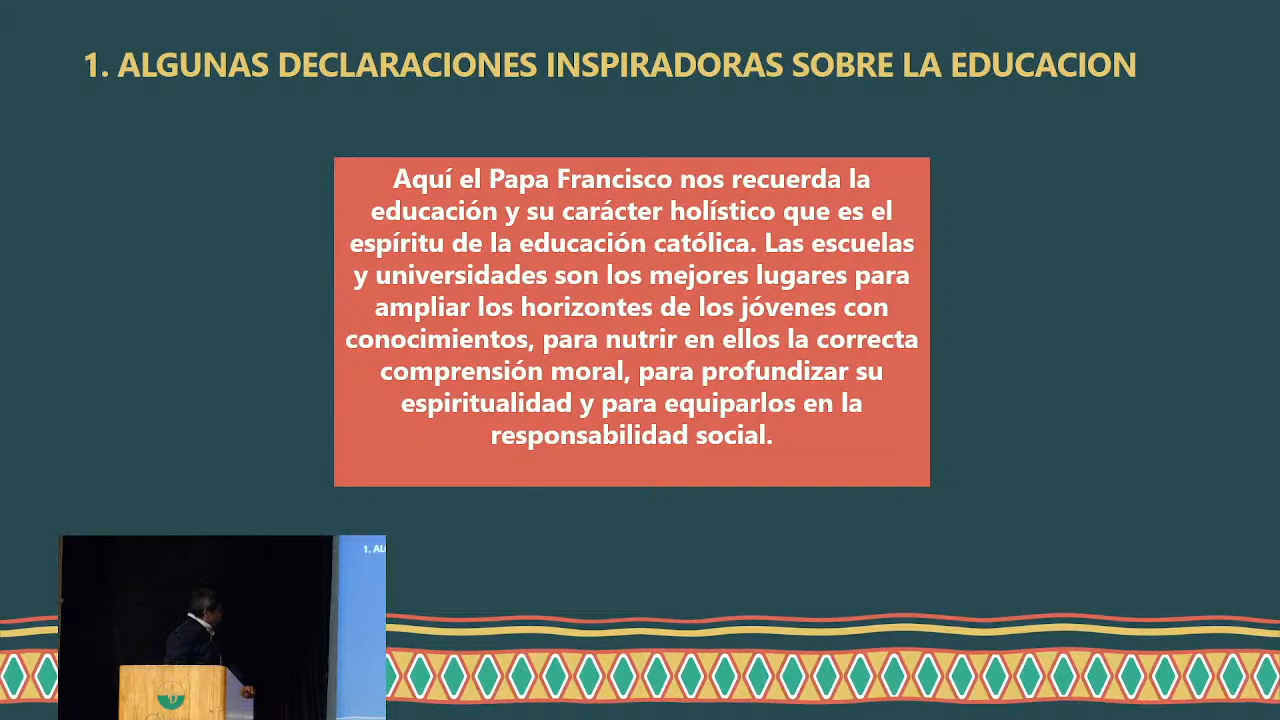 1. ALGUNAS DECLARACIONES INSPIRADORAS SOBRE LA EDUCACION
Aquí el Papa Francisco nos recuerda la
educación y su carácter holístico que es el
espíritu de la educación católica. Las escuelas
y universidades son los mejores lugares para
ampliar los horizontes de los jóvenes con
conocimientos, para nutrir en ellos la correcta
comprensión moral, para profundizar su
espiritualidad y para equiparlos en la
responsabilidad social.
1. AL